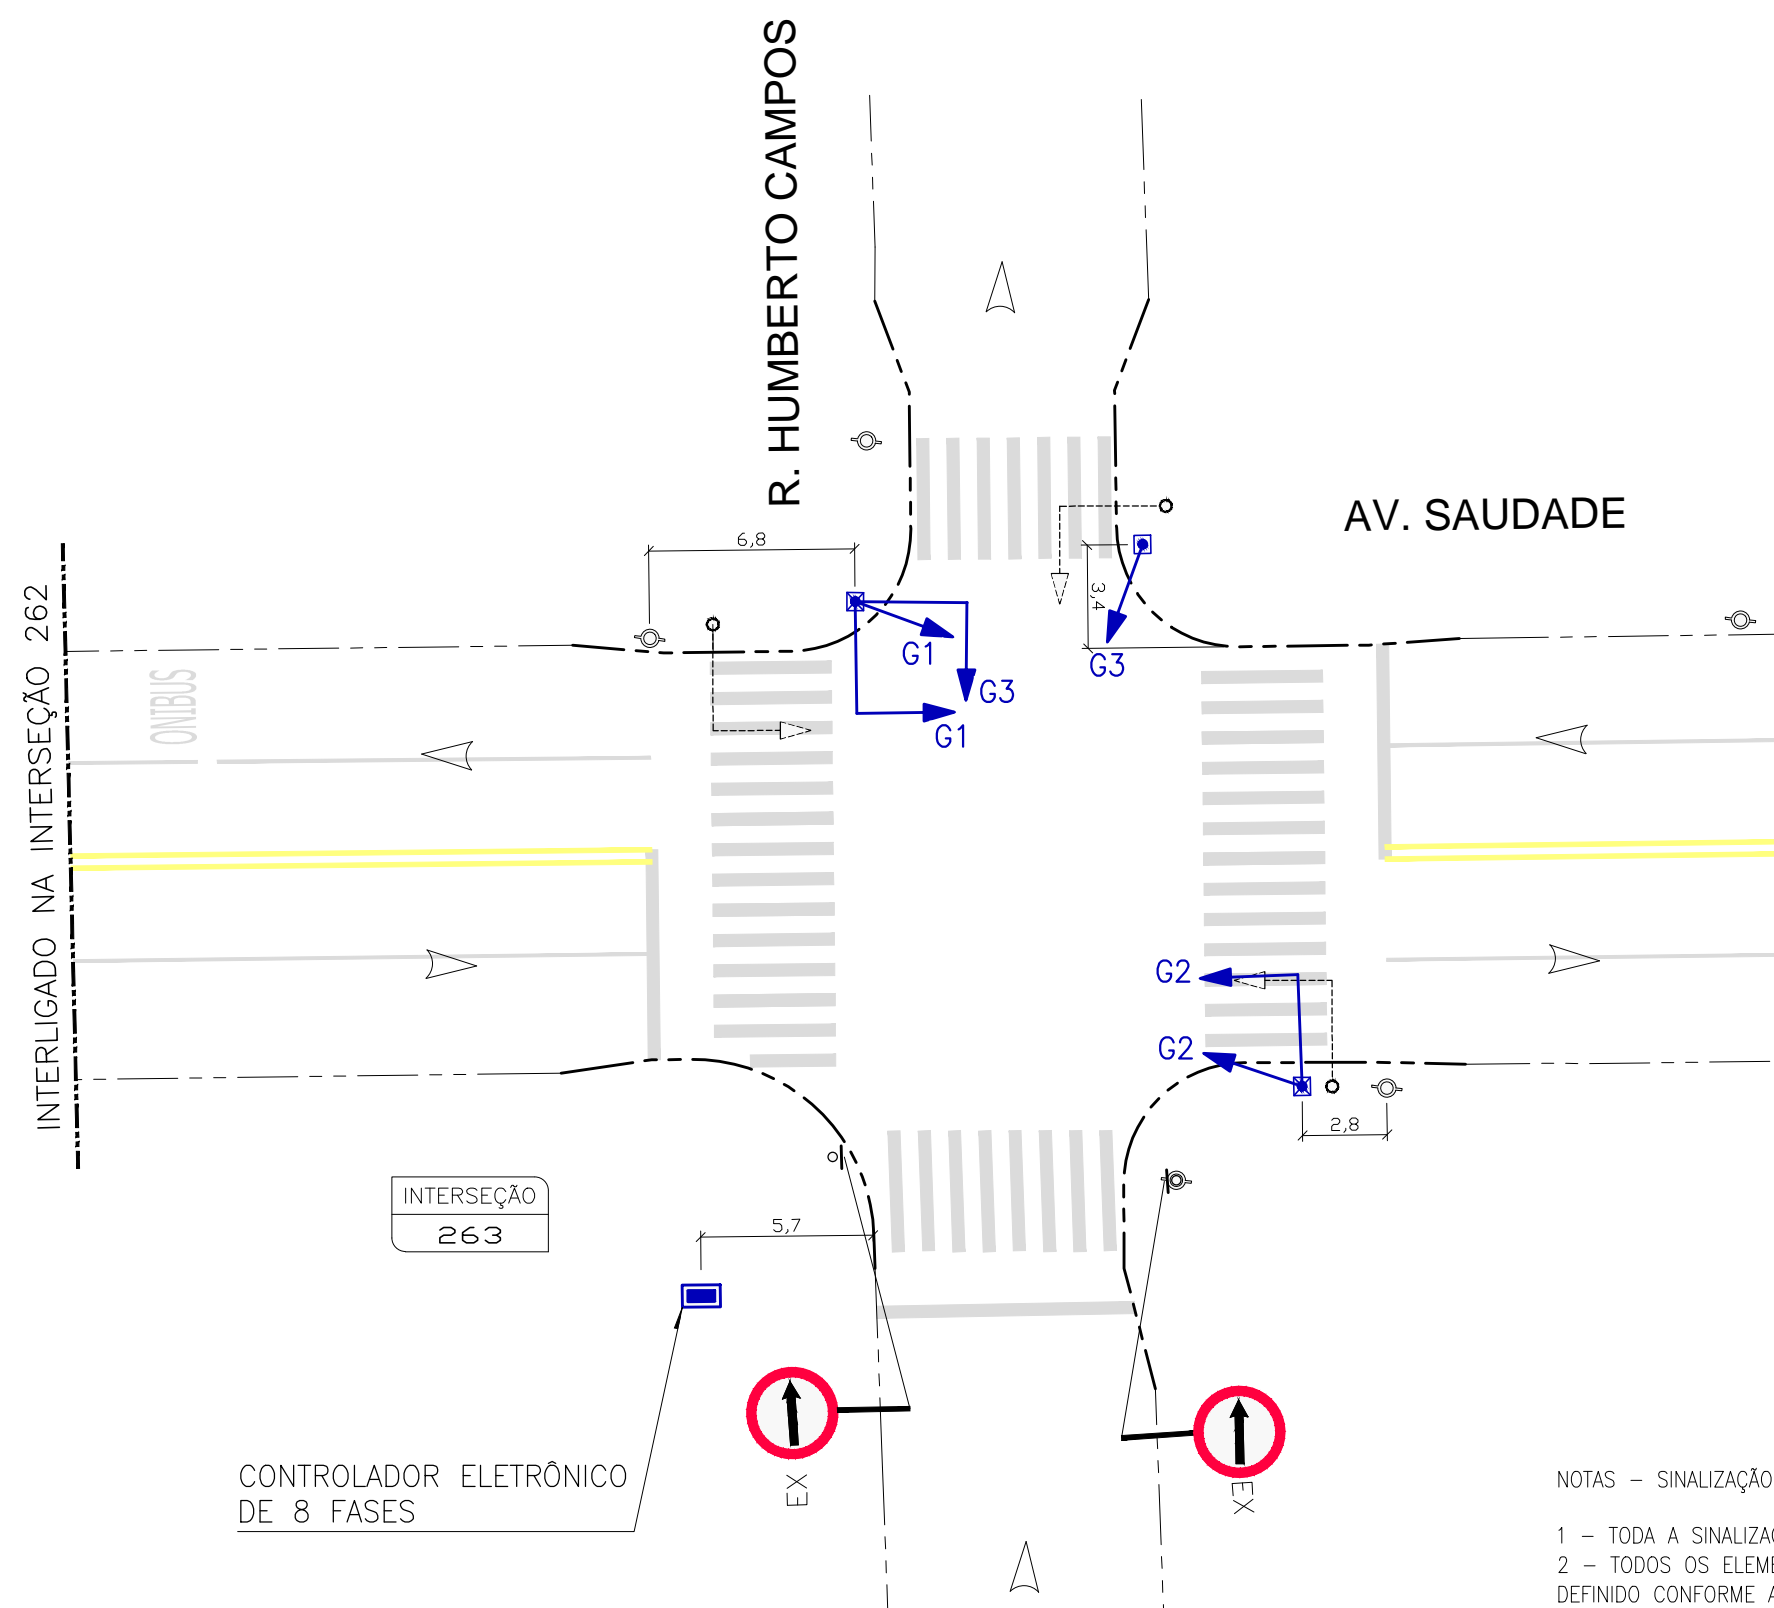 R. HUMBERTO CAMPOS
AV. SAUDADE
INTERLIGADO NA INTERSEÇÃO 262
6,8
3,4
G1
G3
G3
G1
ONIBUS
G2
G2
2,8
INTERSEÇÃO
263
5,7
CONTROLADOR ELETRÔNICO
DE 8 FASES
EX
EX
NOTAS – SINALIZAÇÃO
1 – TODA A
2 – TODOS OS
DEFINIDO CONFORME